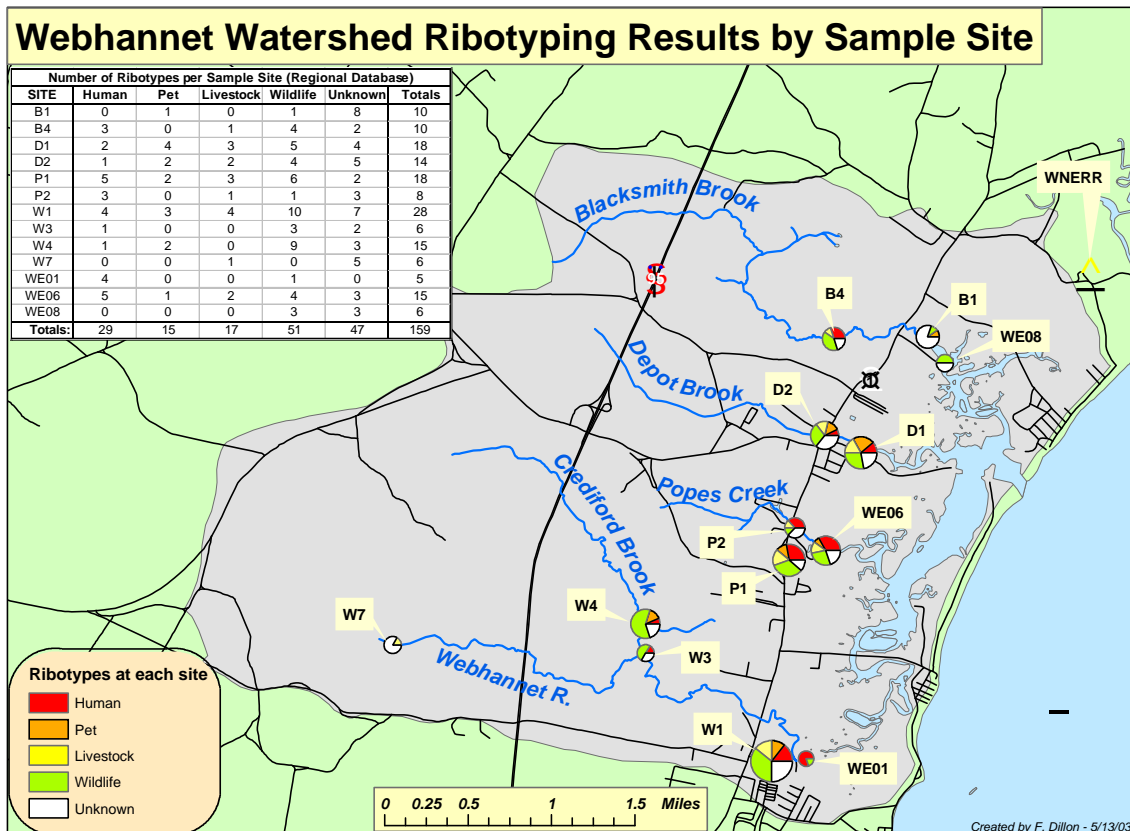 Webhannet Watershed Ribotyping Results by Sample Site
Number of Ribotypes per Sample Site (Regional Database)
SITE Human Pet Livestock Wildlife Unknown Totals
B1 0 1 0 1 8 10
B4 3 0 1 4 2 10
D1 2 4 3 5 4 18
D2 1 2 2 4 5 14
P1 5 2 3 6 2 18
P2 3 0 1 1 3 8
W1 4 3 4 10 7 28
W3 1 0 0 3 2 6
W4 1 2 0 9 3 15
W7 0 0 1 0 5 6
WE01 4 0 0 1 0 5
WE06 5 1 2 4 3 15
WE08 0 0 0 3 3 6
Totals: 29 15 17 51 47 159
WNERR
Blacksmith Brook
B4
B1
WE08
Depot Brook
D2
D1
1
Crediford Brook
Popes Creek
P2
WE06
P1
W4
W7
W3
Webhannet R.
W1
WE01
Ribotypes at each site
Human
Pet
Livestock
Wildlife
Unknown
0 0.25 0.5 1 1.5 Miles
Created by F. Dillon - 5/13/03